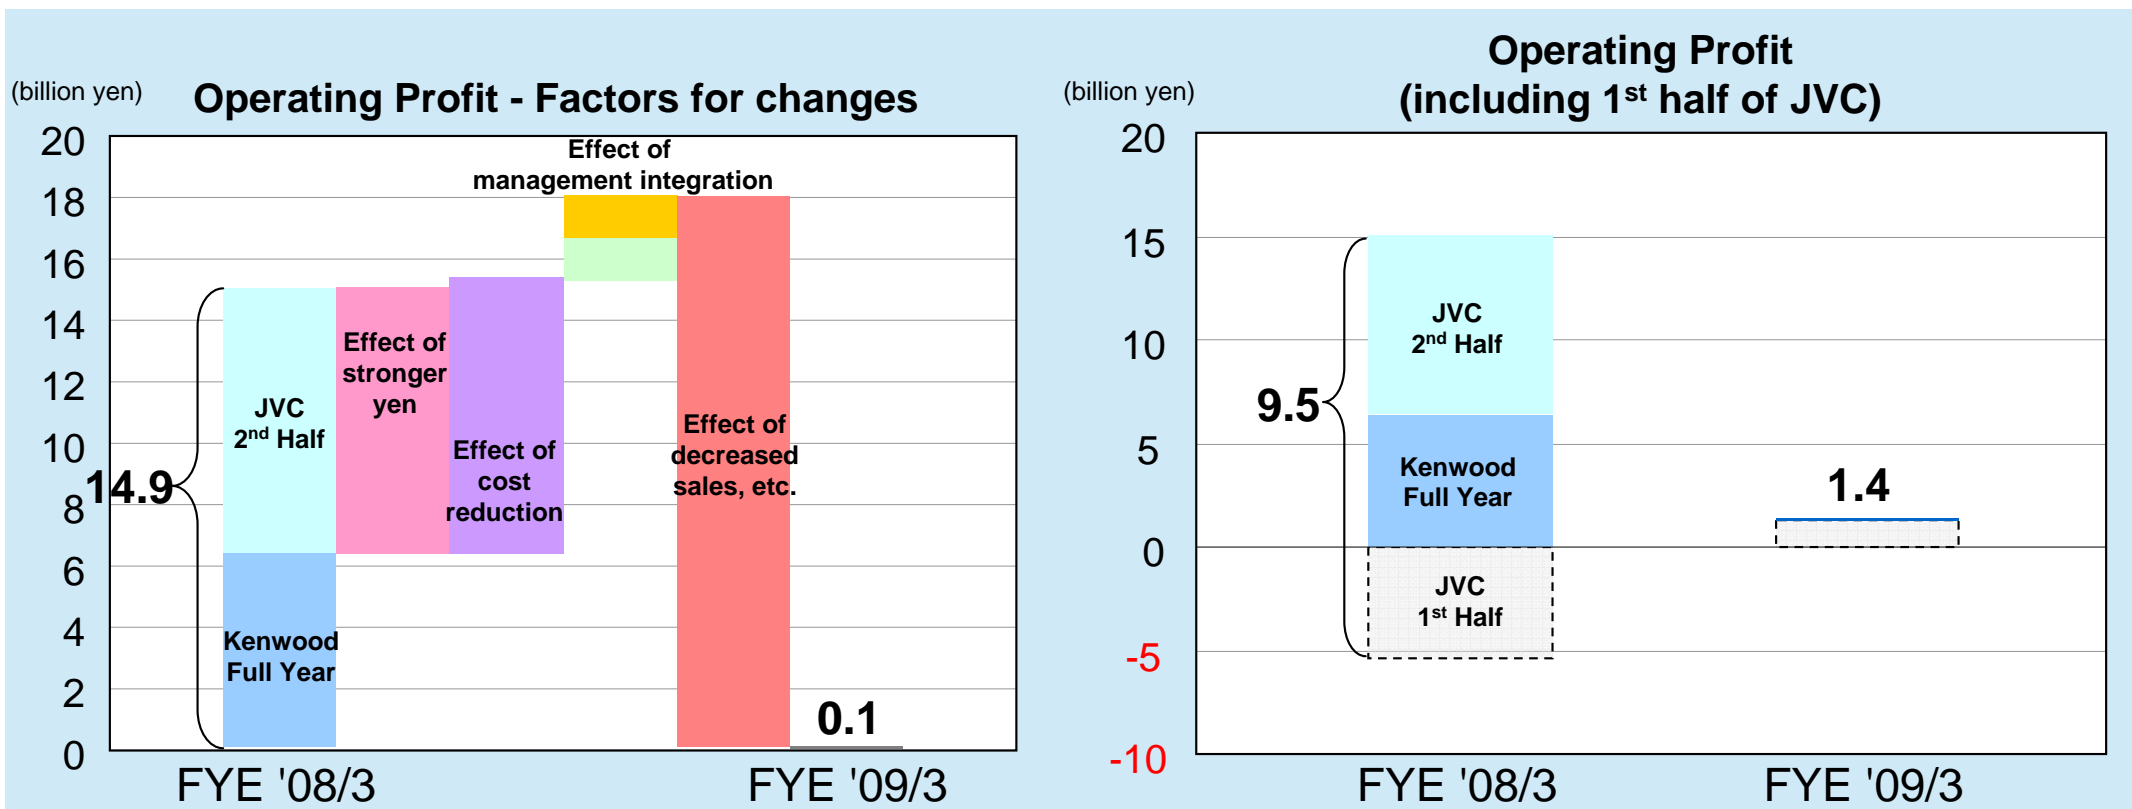 (billion yen)
Operating Profit - Factors for changes
20
18
16
14
12
10
8
6
4
2
0
Effect of
management integration
Effect of
stronger
yen
JVC
2nd Half
14.9
Effect of
cost
reduction
Effect of
decreased
sales, etc.
Kenwood
Full Year
0.1
FYE '08/3
FYE '09/3
(billion yen)
Operating Profit
(including 1st half of JVC)
20
15
10
5
0
-5
-10
JVC
2nd Half
9.5
Kenwood
Full Year
1.4
JVC
1st Half
FYE '08/3
FYE '09/3